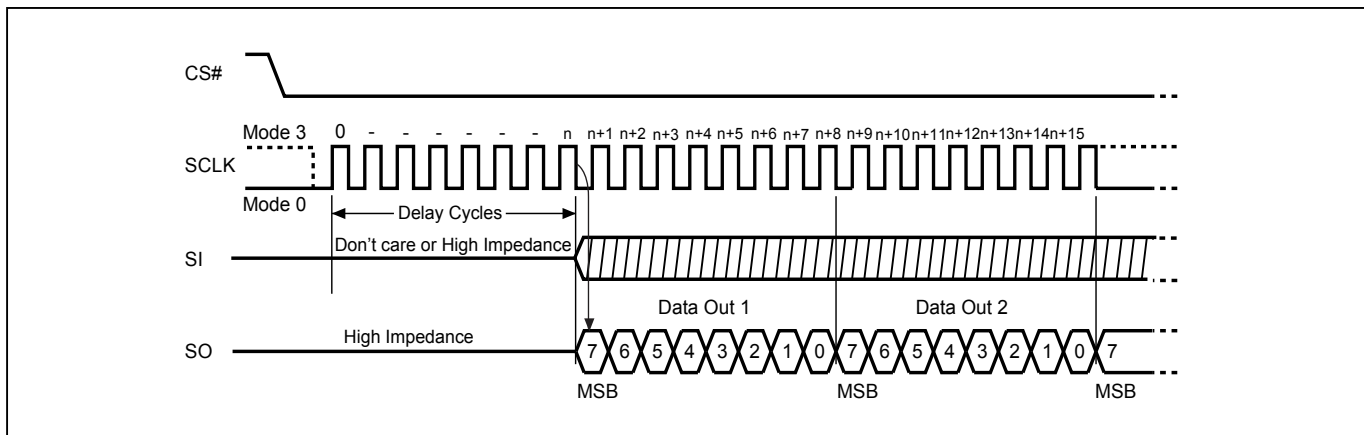 CS#
Mode 3
0 - - - - - - n n+1 n+2 n+3 n+4 n+5 n+6 n+7 n+8 n+9 n+10 n+11 n+12 n+13 n+14 n+15
SCLK
Mode 0
Delay Cycles
Don't care or High Impedance
SI
Data Out 1 Data Out 2
High Impedance
SO
7 6 5 4 3 2 1 0 7 6 5 4 3 2 1 0 7
MSB MSB MSB